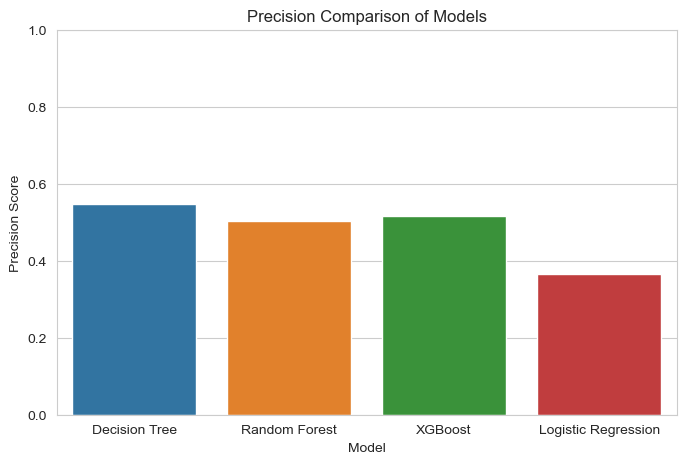 Precision Comparison of Models
1.0
0.8
0.6
0.4
0.2
0.0
Precision Score
Decision Tree
Random Forest
XGBoost
Logistic Regression
Model